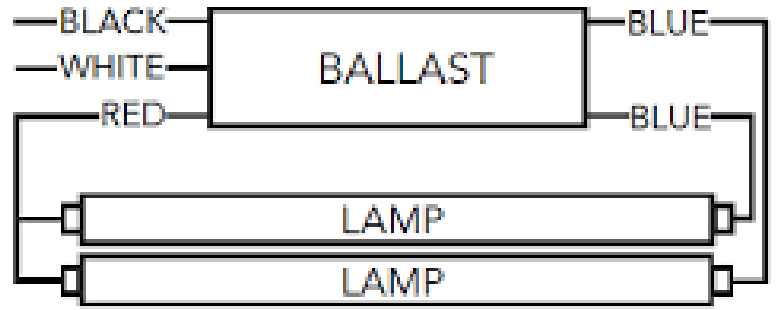 BLACK
BLUE
WHITE
BALLAST
RED
BLUE
LAMP
LAMP